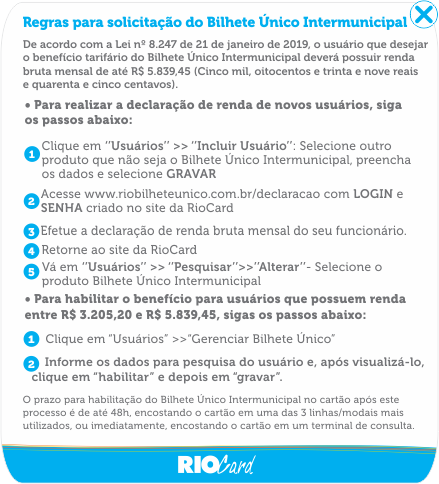 Regras para solicitação do Bilhete Único Intermunicipal
De acordo com a Lei nº 8.247 de 21 de janeiro de 2019, o usuário que desejar
o benefício tarifário do Bilhete Único Intermunicipal deverá possuir renda
bruta mensal de até R$ 5.839,45 (Cinco mil, oitocentos e trinta e nove reais
e quarenta e cinco centavos).
• Para realizar a declaração de renda de novos usuários, siga
os passos abaixo:
1 Clique em ‘’Usuários’’ >> ‘’Incluir Usuário’’: Selecione outro
produto que não seja o Bilhete Único Intermunicipal, preencha
os dados e selecione GRAVAR
2 Acesse www.riobilheteunico.com.br/declaracao com LOGIN e
SENHA criado no site da RioCard
3 Efetue a declaração de renda bruta mensal do seu funcionário.
4 Retorne ao site da RioCard
5 Vá em ‘’Usuários’’ >> ‘’Pesquisar’’>>‘’Alterar’’- Selecione o
produto Bilhete Único Intermunicipal
• Para habilitar o benefício para usuários que possuem renda
entre R$ 3.205,20 e R$ 5.839,45, sigas os passos abaixo:
1 Clique em “Usuários” >>“Gerenciar Bilhete Único”
2 Informe os dados para pesquisa do usuário e, após visualizá-lo,
clique em “habilitar” e depois em “gravar”.
O prazo para habilitação do Bilhete Único Intermunicipal no cartão após este
processo é de até 48h, encostando o cartão em uma das 3 linhas/modais mais
utilizados, ou imediatamente, encostando o cartão em um terminal de consulta.
RIOCard